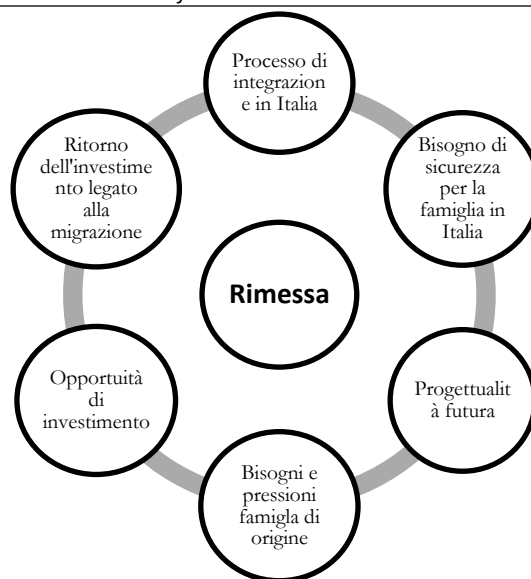 Processo di
integrazion
e in Italia
Bisogno di
sicurezza
per la
famiglia in
Italia
Progettualit
à futura
Bisogni e
pressioni
famigla di
origine
Opportuità
di
investimento
Ritorno
dell'investime
nto legato
alla
migrazione
Rimessa